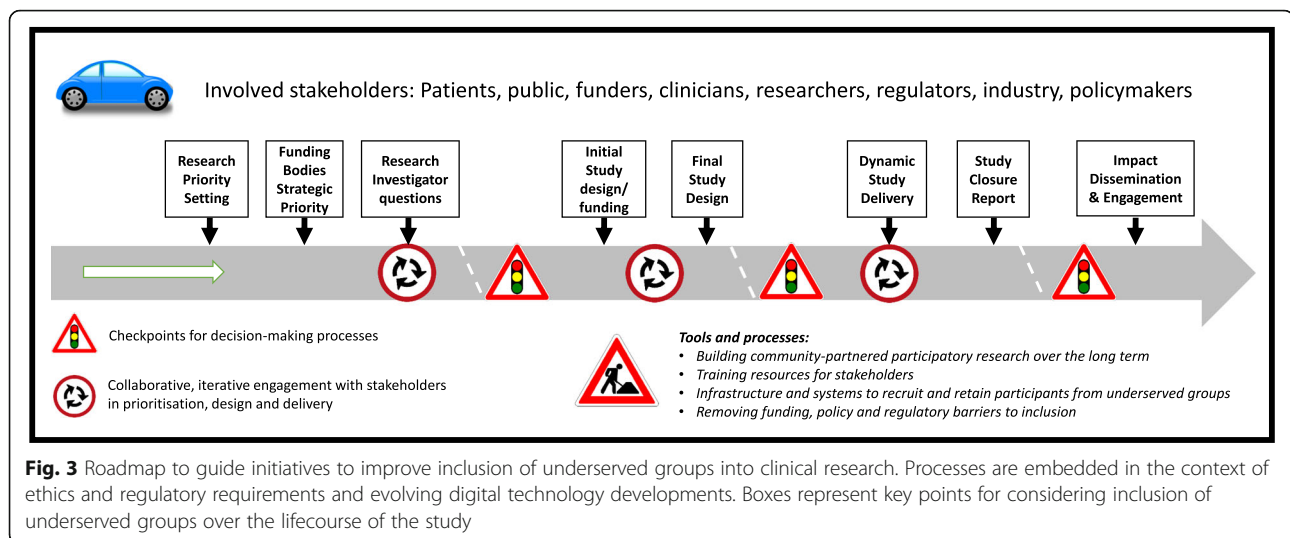 Involved stakeholders: Patients, public, funders, clinicians, researchers, regulators, industry, policymakers
Research
Priority
Setting
Funding
Bodies
Strategic
Priority
Research
Investigator
questions
Initial
Study
design/
funding
Final
Study
Design
Dynamic
Study
Delivery
Study
Closure
Report
Impact
Dissemination
& Engagement
Checkpoints for decision-making processes
Collaborative, iterative engagement with stakeholders
in prioritisation, design and delivery
Tools and processes:
• Building community-partnered participatory research over the long term
• Training resources for stakeholders
• Infrastructure and systems to recruit and retain participants from underserved groups
• Removing funding, policy and regulatory barriers to inclusion
Fig. 3 Roadmap to guide initiatives to improve inclusion of underserved groups into clinical research. Processes are embedded in the context of
ethics and regulatory requirements and evolving digital technology developments. Boxes represent key points for considering inclusion of
underserved groups over the lifecourse of the study